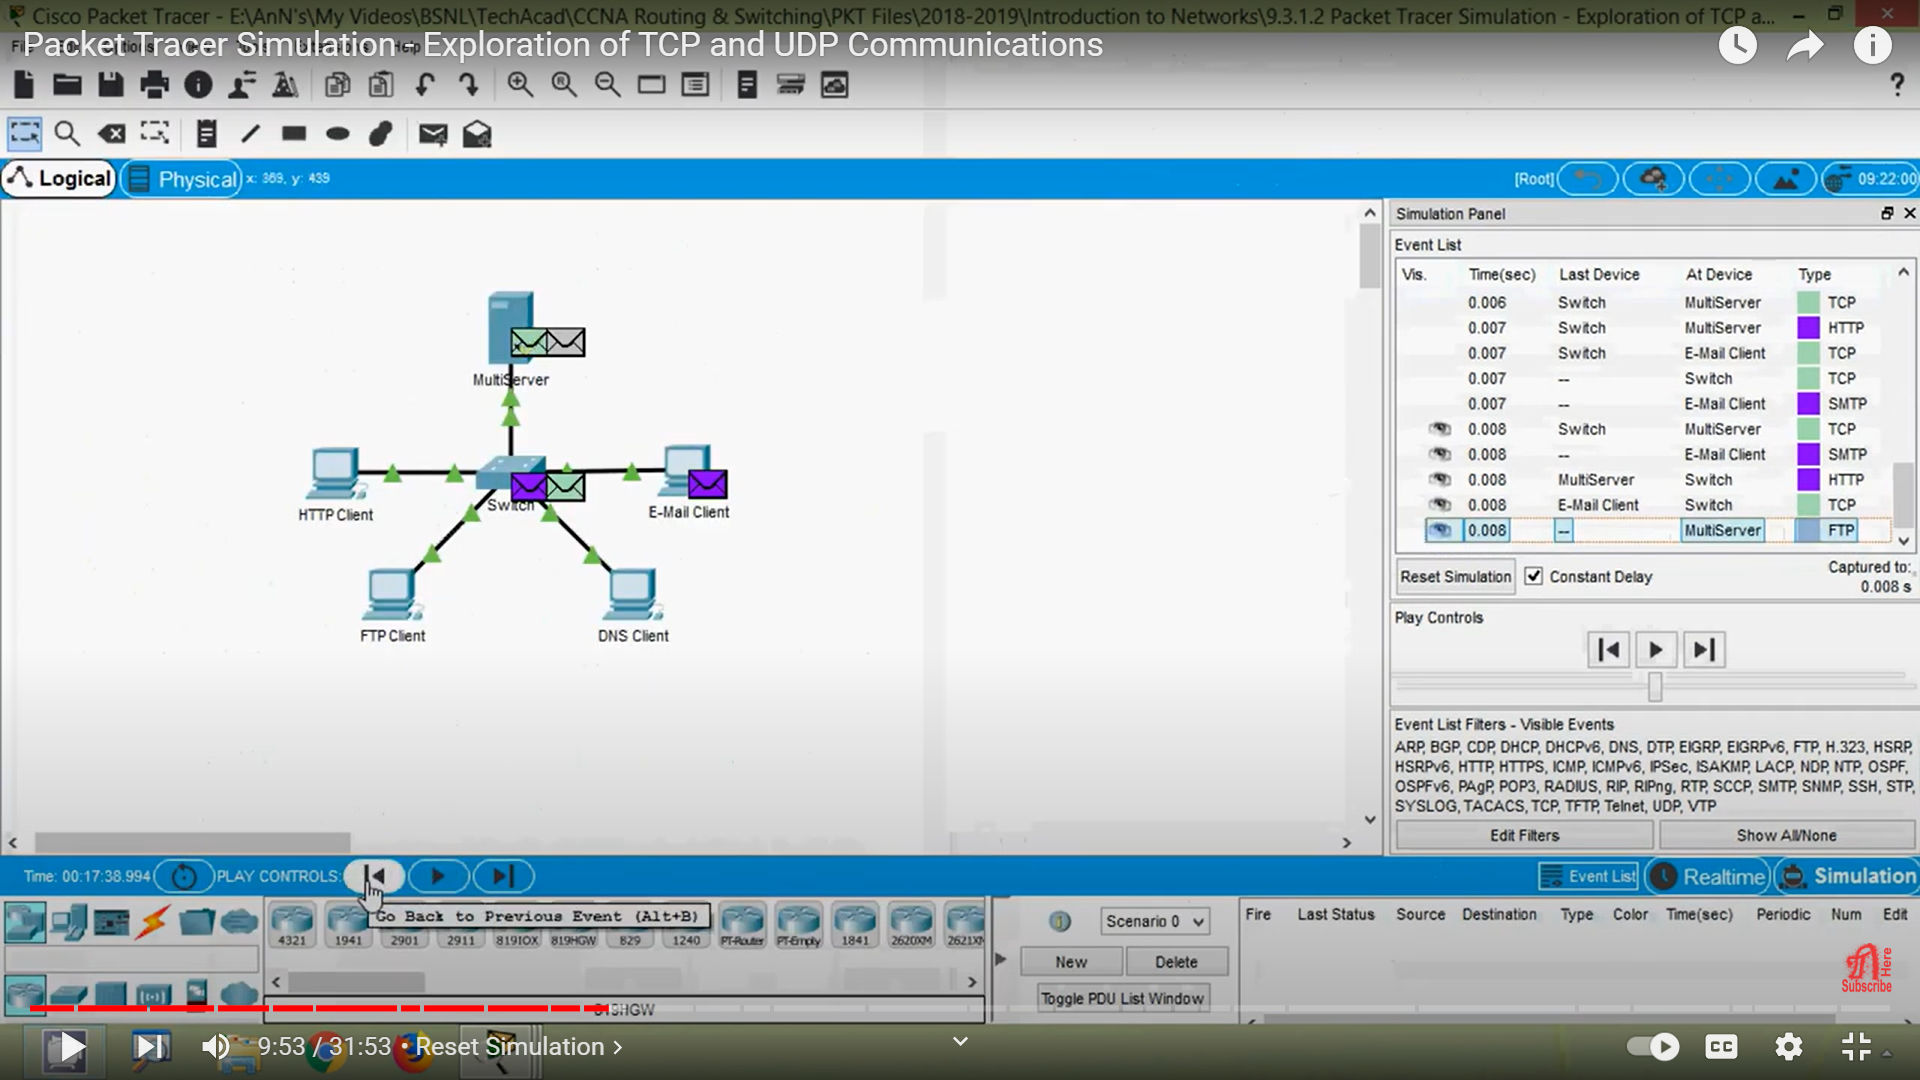 Cisco Packet Tracer - E:\AnN's\My Videos\BSNL\TechAcad\CCNA Routing & Switching\PKT Files\2018-2019\Introduction to Networks\9.3.1.2 Packet Tracer Simulation - Exploration of TCP a...
Packet Tracer Simulation - Exploration of TCP and UDP Communications
Logical
Physical
x: 369, y: 439
[Root]
09:22:00
MultiServer
HTTP Client
Switch
E-Mail Client
FTP Client
DNS Client
Simulation Panel
Event List
Vis. Time(sec) Last Device At Device Type
0.006 Switch MultiServer TCP
0.007 Switch MultiServer HTTP
0.007 Switch E-Mail Client TCP
0.007 -- Switch TCP
0.007 -- E-Mail Client SMTP
0.008 Switch MultiServer TCP
0.008 -- E-Mail Client SMTP
0.008 MultiServer Switch HTTP
0.008 E-Mail Client Switch TCP
0.008 -- MultiServer FTP
Reset Simulation
Constant Delay
Captured to:
0.008 s
Play Controls
Event List Filters - Visible Events
ARP, BGP, CDP, DHCP, DHCPv6, DNS, DTP, EIGRP, EIGRPv6, FTP, H.323, HSRP,
HSRPv6, HTTP, HTTPS, ICMP, ICMPv6, IPSec, ISAKMP, LACP, NDP, NTP, OSPF,
OSPFv6, PAgP, POP3, RADIUS, RIP, RIPng, RTP, SCCP, SMTP, SNMP, SSH, STP,
SYSLOG, TACACS, TCP, TFTP, Telnet, UDP, VTP
Edit Filters
Show All/None
Time: 00:17:38.994
PLAY CONTROLS:
Event List
Realtime
Simulation
Go Back to Previous Event (Alt+B)
4321 1941 2901 2911 819IOX 819HGW 829 1240 PT-Router PT-Empty 1841 2620XM 2621XM
819HGW
Scenario 0
New
Delete
Toggle PDU List Window
Fire Last Status Source Destination Type Color Time(sec) Periodic Num Edit
Here
Subscribe
9:53 / 31:53 • Reset Simulation
CC